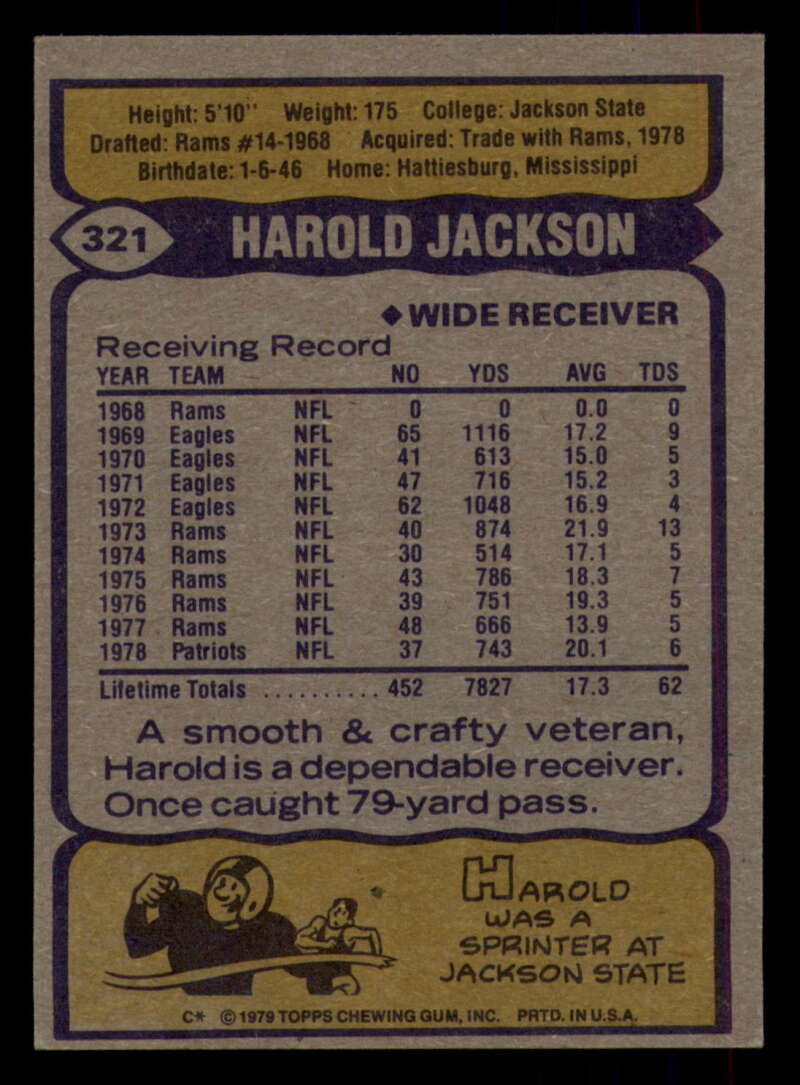 Height: 5'10" Weight: 175 College: Jackson State
Drafted: Rams #14-1968 Acquired: Trade with Rams, 1978
Birthdate: 1-6-46 Home: Hattiesburg, Mississippi
321 HAROLD JACKSON
◆WIDE RECEIVER
Receiving Record
YEAR TEAM NO YDS AVG TDS
1968 Rams NFL 0 0 0.0 0
1969 Eagles NFL 65 1116 17.2 9
1970 Eagles NFL 41 613 15.0 5
1971 Eagles NFL 47 716 15.2 3
1972 Eagles NFL 62 1048 16.9 4
1973 Rams NFL 40 874 21.9 13
1974 Rams NFL 30 514 17.1 5
1975 Rams NFL 43 786 18.3 7
1976 Rams NFL 39 751 19.3 5
1977 Rams NFL 48 666 13.9 5
1978 Patriots NFL 37 743 20.1 6
Lifetime Totals .......... 452 7827 17.3 62
A smooth & crafty veteran,
Harold is a dependable receiver.
Once caught 79-yard pass.
HAROLD
WAS A
SPRINTER AT
JACKSON STATE
C* © 1979 TOPPS CHEWING GUM, INC. PRTD. IN U.S.A.